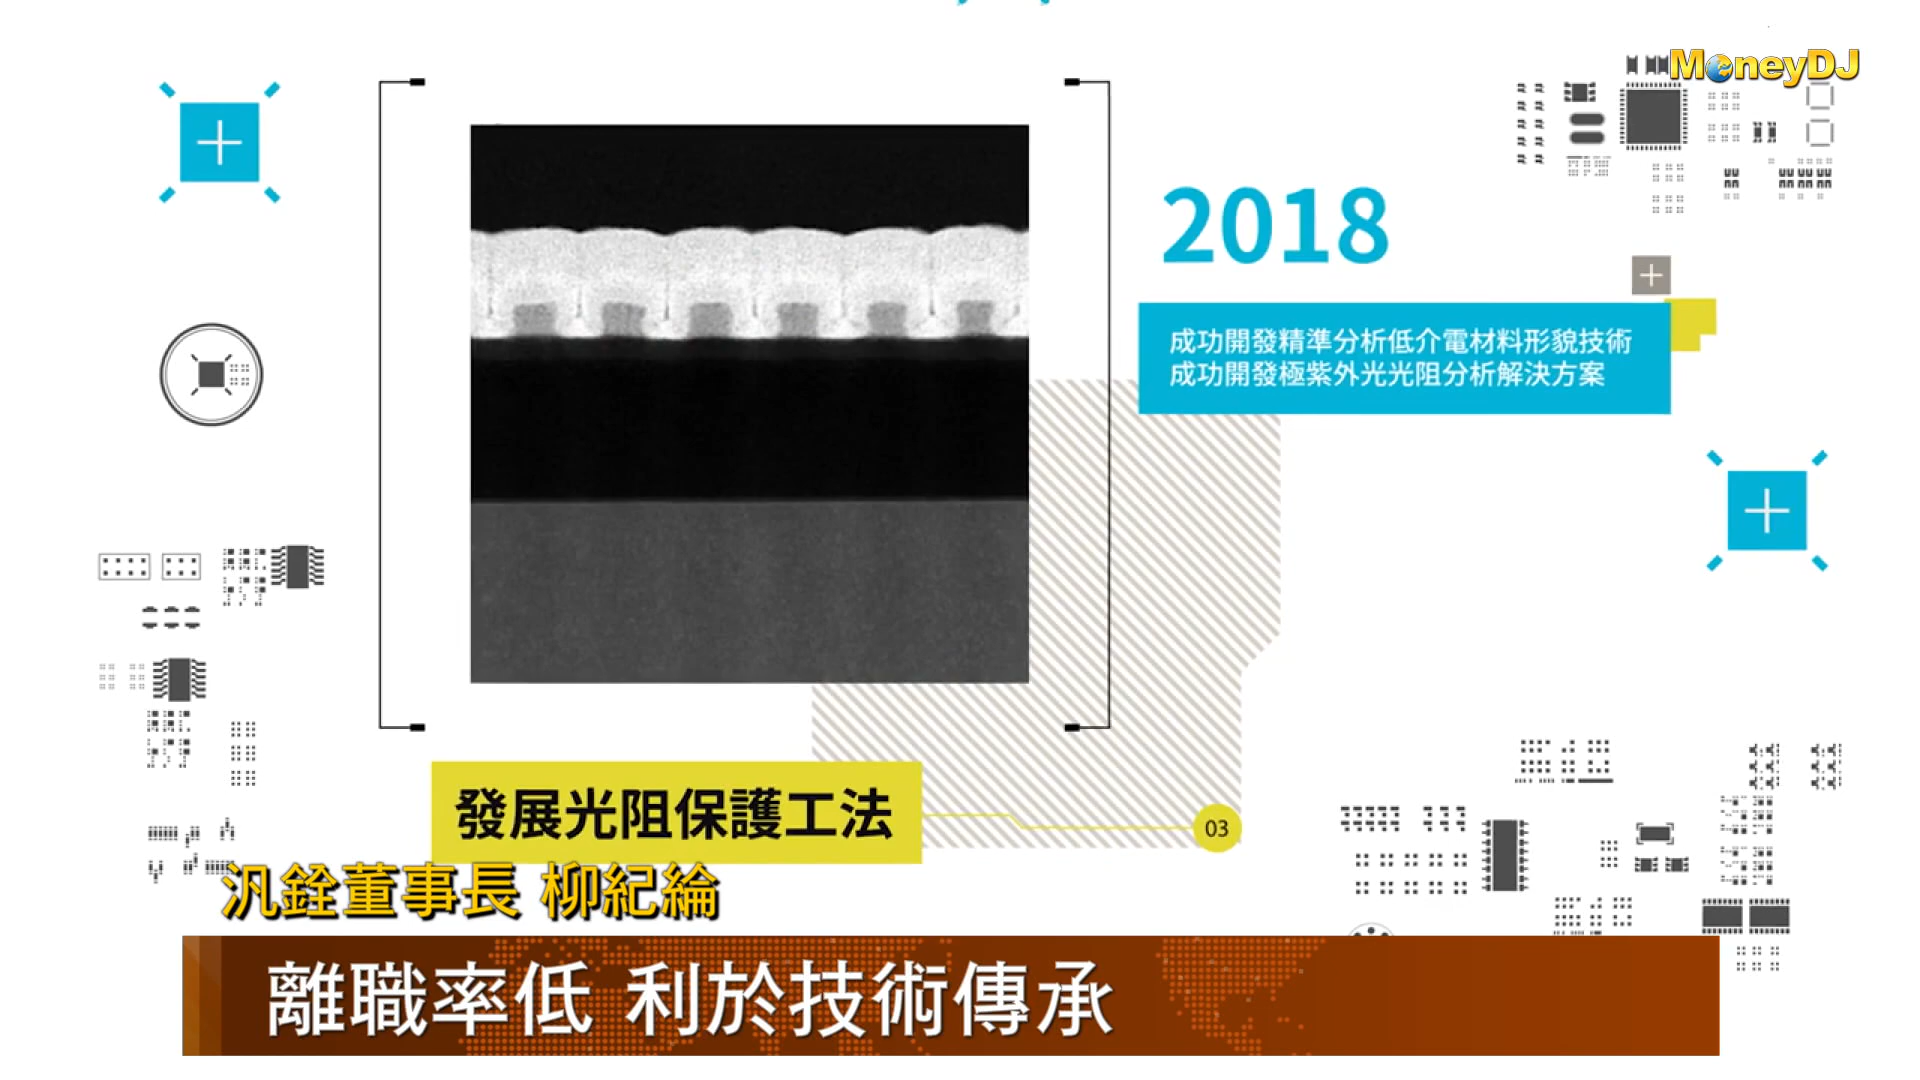 MoneyDJ
2018
成功開發精準分析低介電材料形貌技術
成功開發極紫外光光阻分析解決方案
發展光阻保護工法
03
汎銓董事長 柳紀綸
離職率低 利於技術傳承